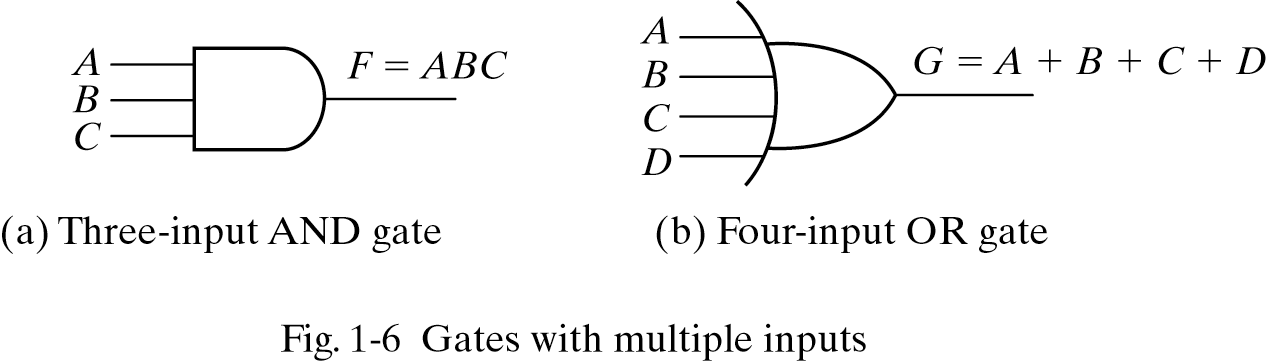 A
B
C
F = ABC
A
B
C
D
G = A + B + C + D
(a) Three-input AND gate
(b) Four-input OR gate
Fig. 1-6 Gates with multiple inputs